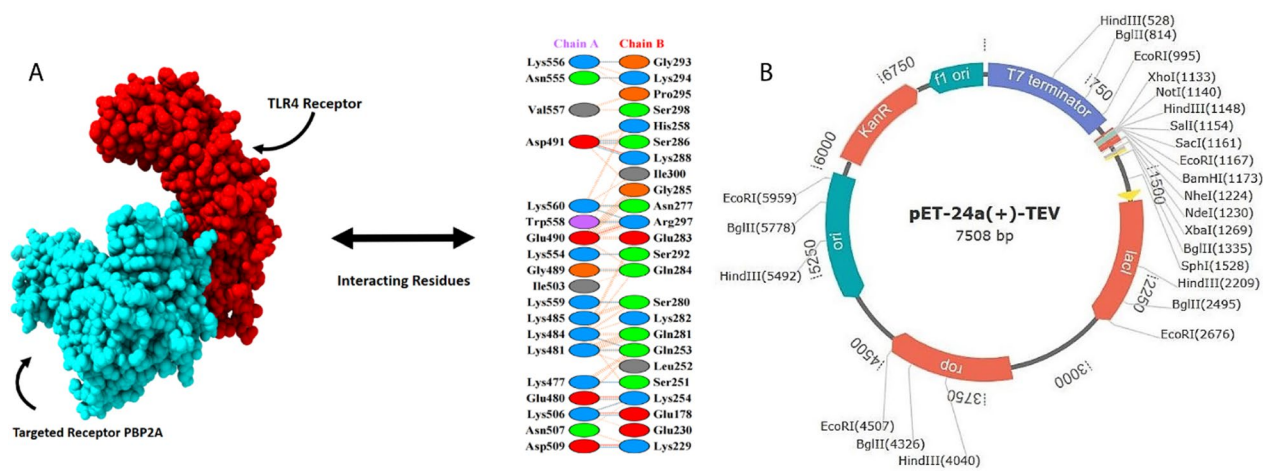 A
TLR4 Receptor
Targeted Receptor PBP2A
Interacting Residues
Chain A Chain B
Lys556 Gly293
Asn555 Lys294
Pro295
Val557 Ser298
His258
Asp491 Ser286
Lys288
Ile300
Gly285
Lys560 Asn277
Trp558 Arg297
Glu490 Glu283
Lys554 Ser292
Gly489 Gln284
Ile503
Lys559 Ser280
Lys485 Lys282
Lys484 Gln281
Lys481 Gln253
Leu252
Lys477 Ser251
Glu480 Lys254
Lys506 Glu178
Asn507 Glu230
Asp509 Lys229
B
HindIII(528)
BglII(814)
EcoRI(995)
XhoI(1133)
NotI(1140)
HindIII(1148)
SalI(1154)
SacI(1161)
EcoRI(1167)
BamHI(1173)
NheI(1224)
NdeI(1230)
XbaI(1269)
BglII(1335)
SphI(1528)
HindIII(2209)
BglII(2495)
EcoRI(2676)
HindIII(4040)
BglII(4326)
EcoRI(4507)
HindIII(5492)
BglII(5778)
EcoRI(5959)
pET-24a(+)-TEV
7508 bp
T7 terminator
lacI
rop
ori
KanR
f1 ori
750
1500
2250
3000
3750
4500
5250
6000
6750